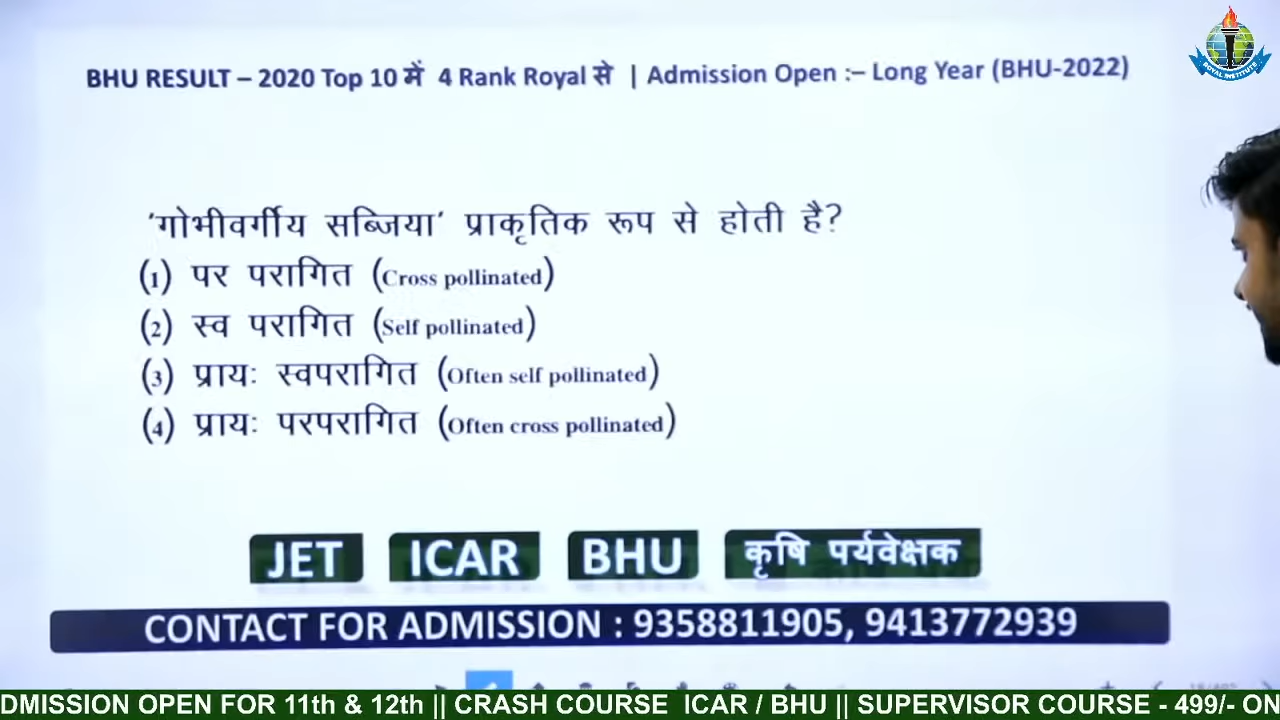 ROYAL INSTITUTE
BHU RESULT – 2020 Top 10 में 4 Rank Royal से | Admission Open :– Long Year (BHU-2022)
'गोभीवर्गीय सब्जिया' प्राकृतिक रूप से होती है?
(1) पर परागित (Cross pollinated)
(2) स्व परागित (Self pollinated)
(3) प्रायः स्वपरागित (Often self pollinated)
(4) प्रायः परपरागित (Often cross pollinated)
JET ICAR BHU कृषि पर्यवेक्षक
CONTACT FOR ADMISSION : 9358811905, 9413772939
DMISSION OPEN FOR 11th & 12th || CRASH COURSE ICAR / BHU || SUPERVISOR COURSE - 499/- ON